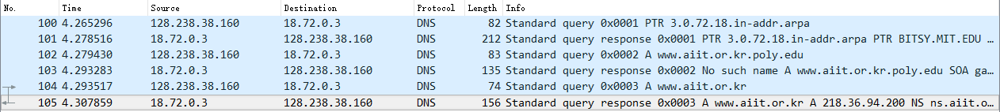 No. Time Source Destination Protocol Length Info
100 4.265296 128.238.38.160 18.72.0.3 DNS 82 Standard query 0x0001 PTR 3.0.72.18.in-addr.arpa
101 4.278516 18.72.0.3 128.238.38.160 DNS 212 Standard query response 0x0001 PTR 3.0.72.18.in-addr.arpa PTR BITSY.MIT.EDU …
102 4.279430 128.238.38.160 18.72.0.3 DNS 83 Standard query 0x0002 A www.aiit.or.kr.poly.edu
103 4.293283 18.72.0.3 128.238.38.160 DNS 135 Standard query response 0x0002 No such name A www.aiit.or.kr.poly.edu SOA ga…
104 4.293517 128.238.38.160 18.72.0.3 DNS 74 Standard query 0x0003 A www.aiit.or.kr
105 4.307859 18.72.0.3 128.238.38.160 DNS 156 Standard query response 0x0003 A www.aiit.or.kr A 218.36.94.200 NS ns.aiit.o…